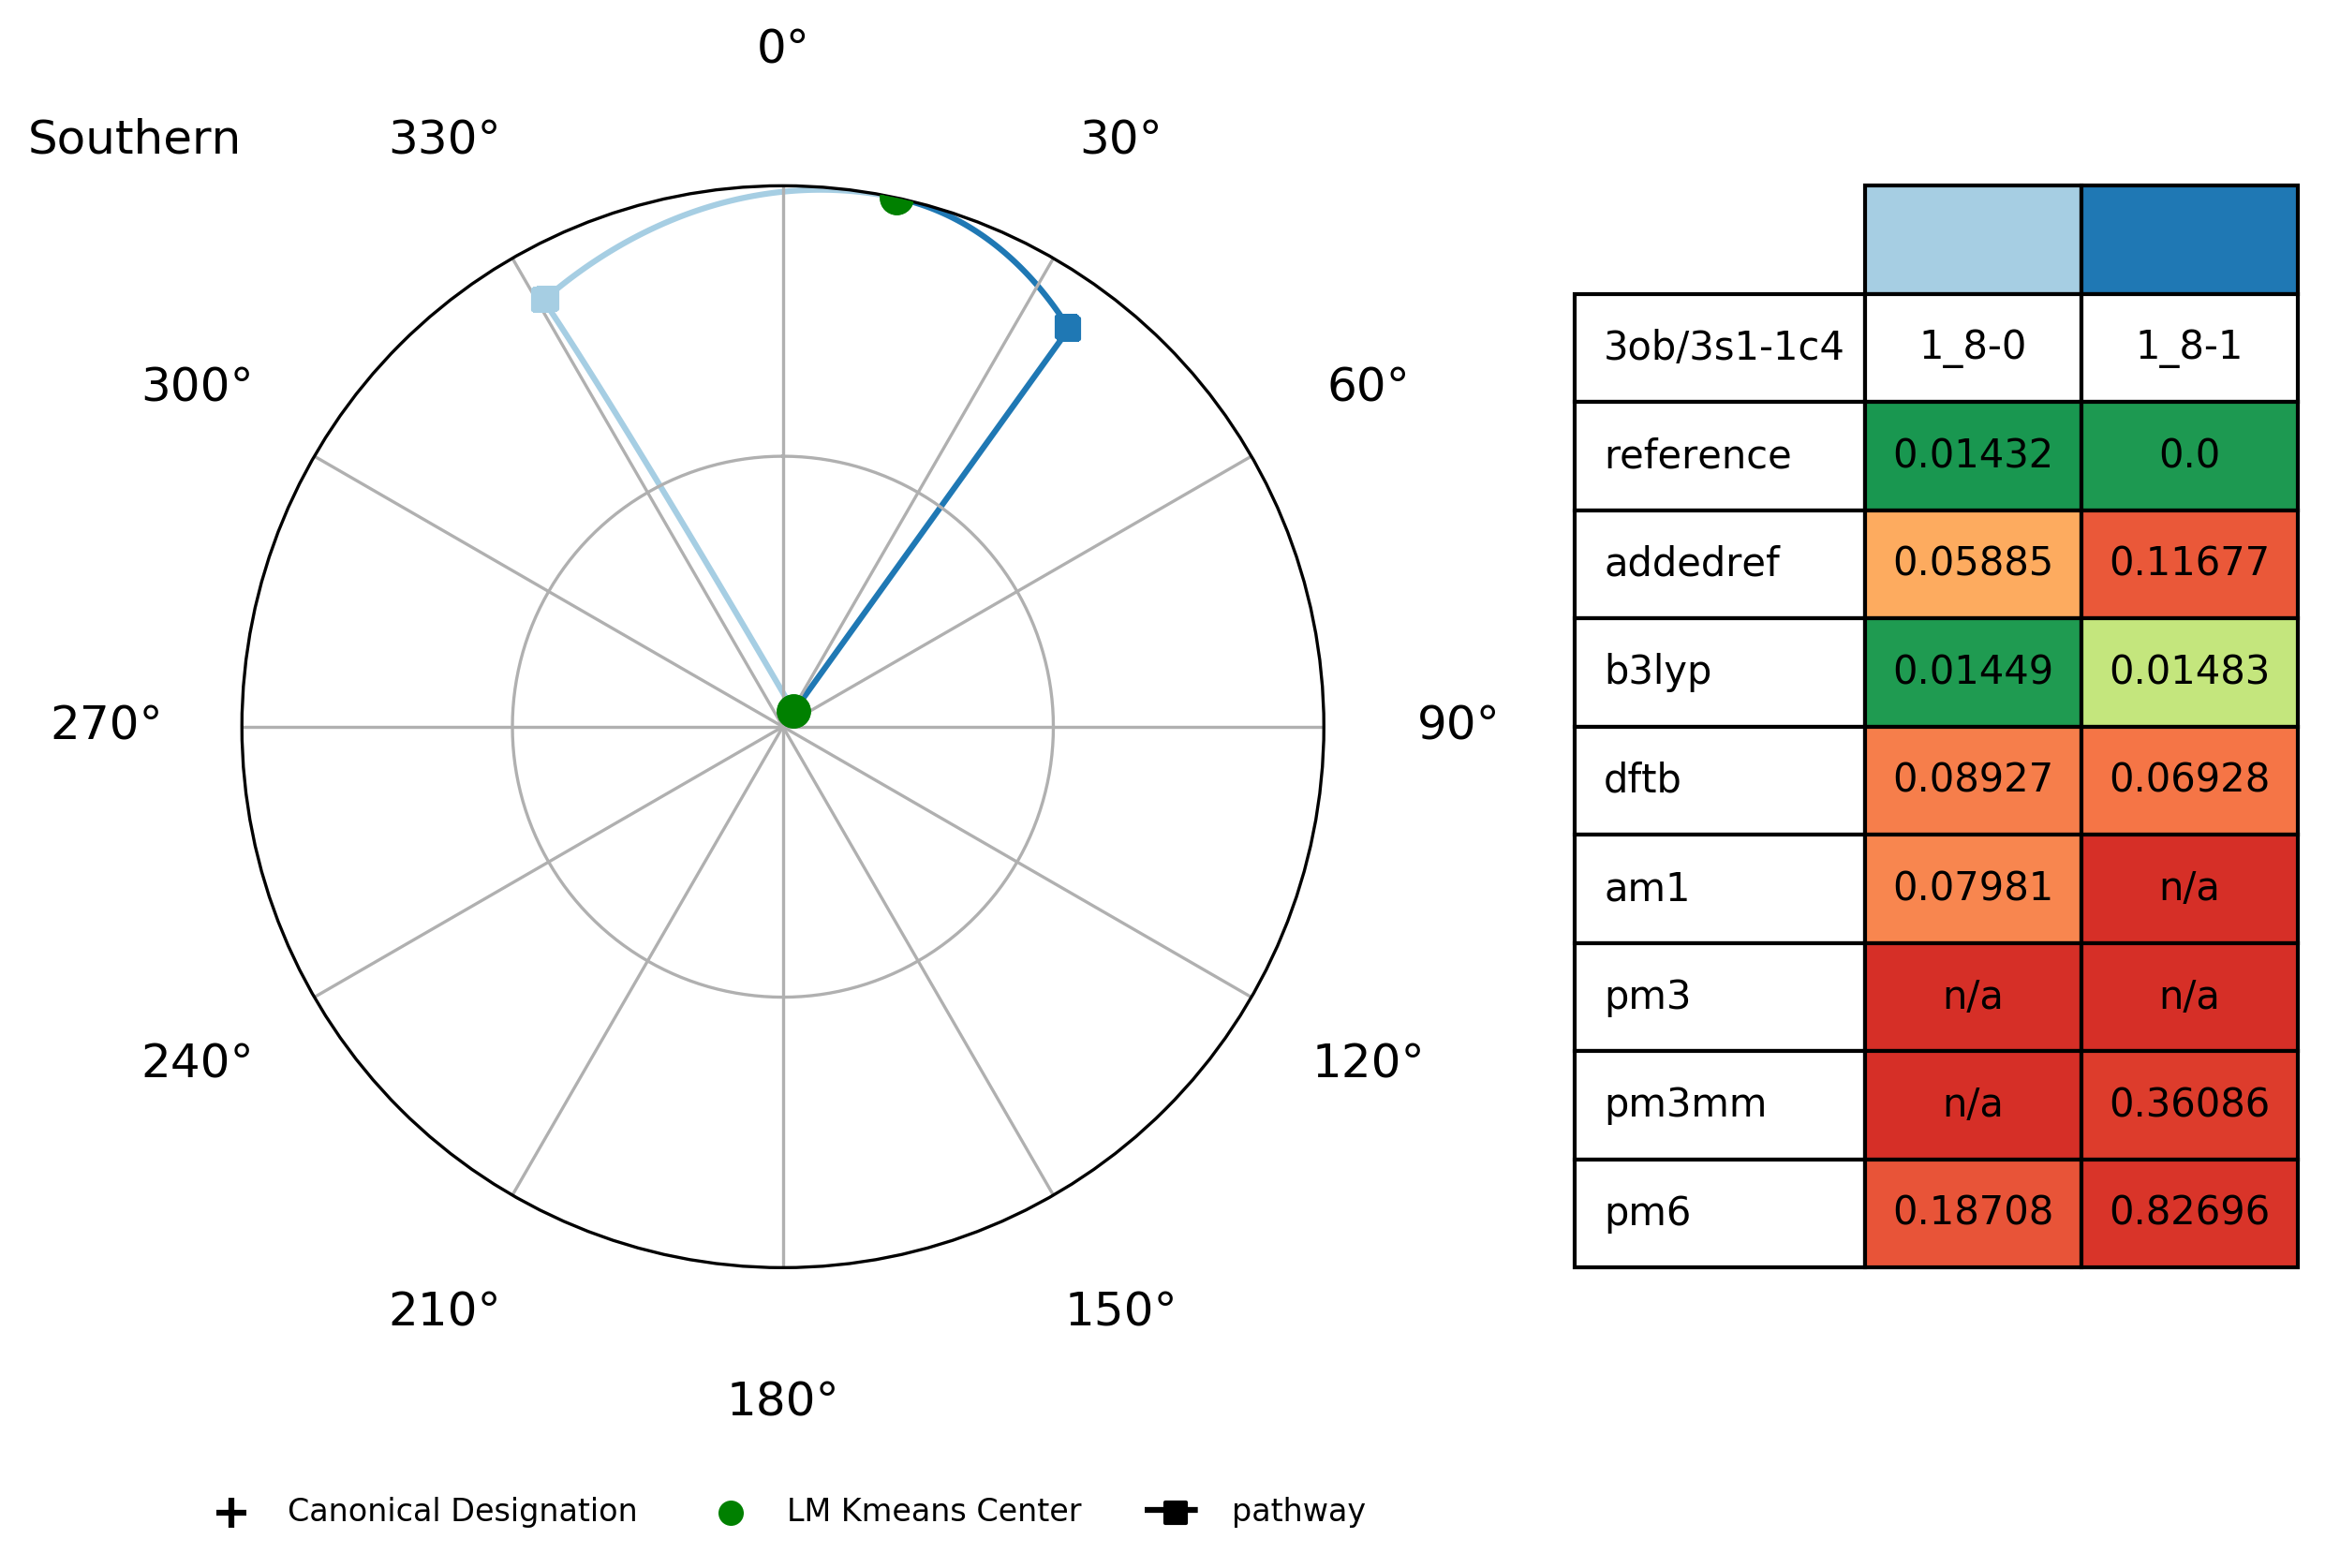 0°
Southern 330° 30°
300° 60°
270° 90°
240° 120°
210° 150°
180°
3ob/3s1-1c4 1_8-0 1_8-1
reference 0.01432 0.0
addedref 0.05885 0.11677
b3lyp 0.01449 0.01483
dftb 0.08927 0.06928
am1 0.07981 n/a
pm3 n/a n/a
pm3mm n/a 0.36086
pm6 0.18708 0.82696
Canonical Designation LM Kmeans Center pathway